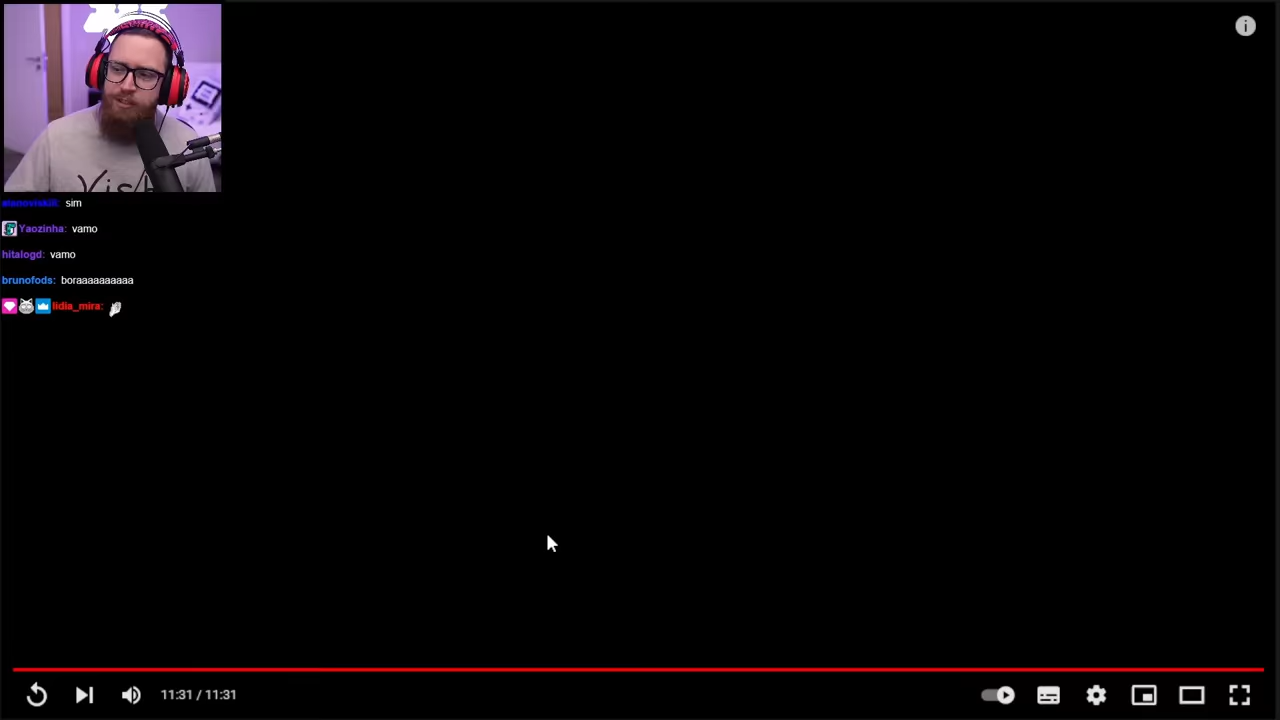 sim
Yaozinha: vamo
hitalogd: vamo
brunofods: boraaaaaaaaaa
lidia_mira:
11:31 / 11:31